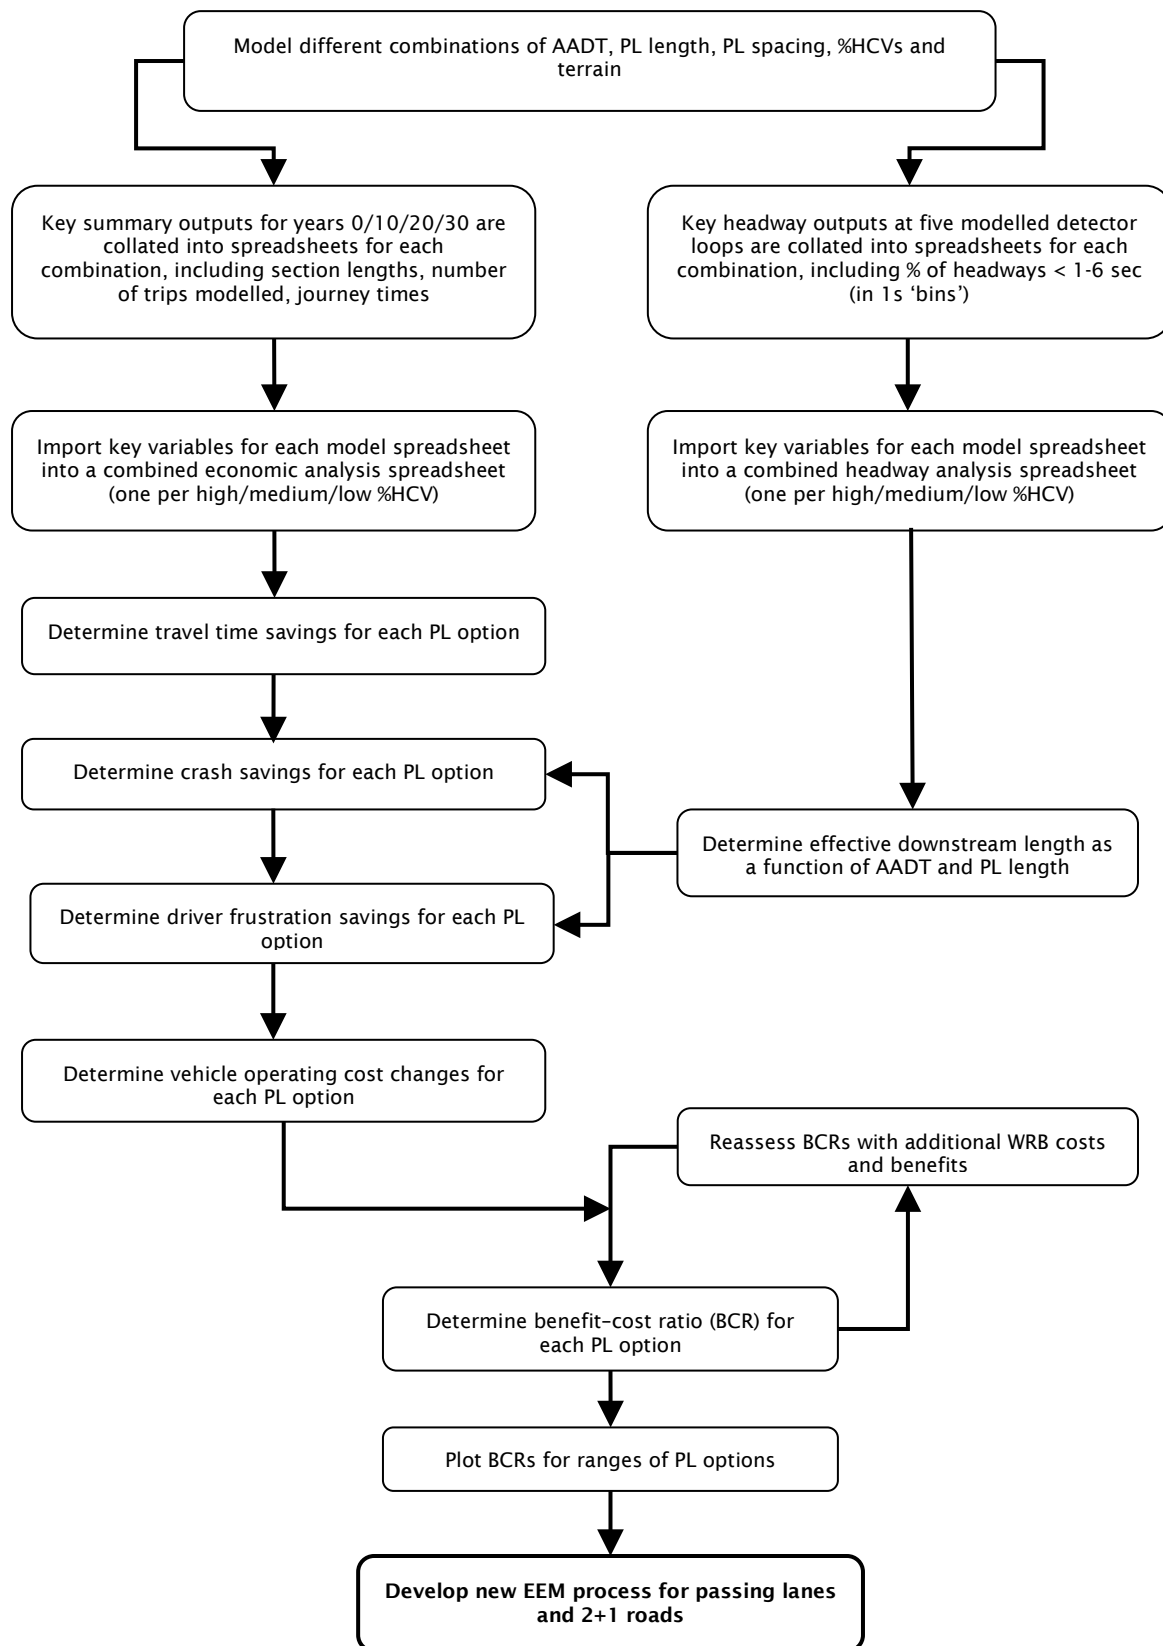 Model different combinations of AADT, PL length, PL spacing, %HCVs and
terrain
Key summary outputs for years 0/10/20/30 are
collated into spreadsheets for each
combination, including section lengths, number
of trips modelled, journey times
Key headway outputs at five modelled detector
loops are collated into spreadsheets for each
combination, including % of headways < 1-6 sec
(in 1s ‘bins’)
Import key variables for each model spreadsheet
into a combined economic analysis spreadsheet
(one per high/medium/low %HCV)
Import key variables for each model spreadsheet
into a combined headway analysis spreadsheet
(one per high/medium/low %HCV)
Determine travel time savings for each PL option
Determine crash savings for each PL option
Determine effective downstream length as
a function of AADT and PL length
Determine driver frustration savings for each PL
option
Determine vehicle operating cost changes for
each PL option
Reassess BCRs with additional WRB costs
and benefits
Determine benefit–cost ratio (BCR) for
each PL option
Plot BCRs for ranges of PL options
Develop new EEM process for passing lanes
and 2+1 roads